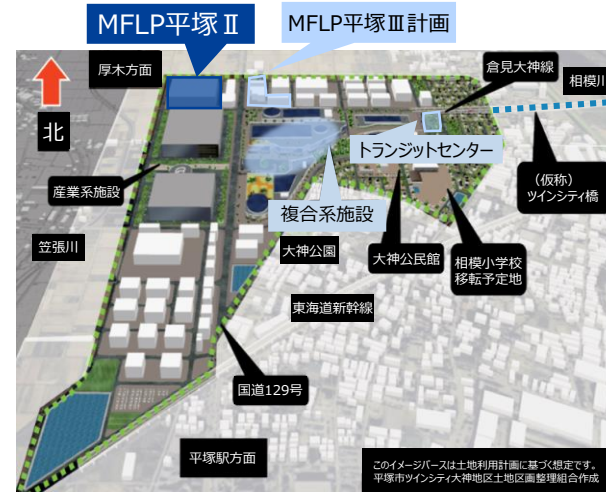 MFLP平塚Ⅱ
MFLP平塚Ⅲ計画
厚木方面
倉見大神線
相模川
北
トランジットセンター
(仮称)
ツインシティ橋
産業系施設
複合系施設
笠張川
大神公園
大神公民館
相模小学校
移転予定地
東海道新幹線
国道129号
平塚駅方面
このイメージパースは土地利用計画に基づく想定です。
平塚市ツインシティ大神地区土地区画整理組合作成